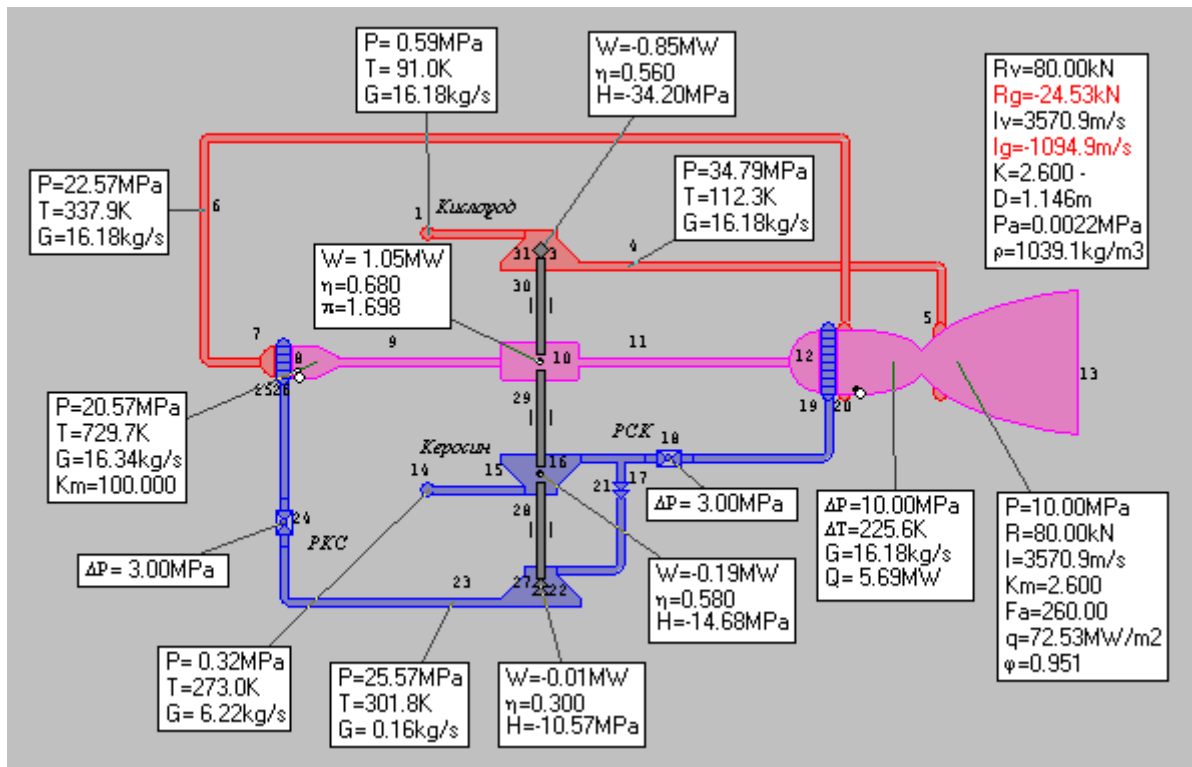 P= 0.59MPa
T= 91.0K
G=16.18kg/s
W=-0.85MW
η=0.560
H=-34.20MPa
Rv=80.00kN
Rg=-24.53kN
Iv=3570.9m/s
Ig=-1094.9m/s
K=2.600 -
D=1.146m
Pa=0.0022MPa
ρ=1039.1kg/m3
P=22.57MPa
T=337.9K
G=16.18kg/s
6
P=34.79MPa
T=112.3K
G=16.18kg/s
1
Кислород
31
3
4
30
W= 1.05MW
η=0.680
π=1.698
5
7
8
9
10
11
12
13
25
26
29
19
20
P=20.57MPa
T=729.7K
G=16.34kg/s
Km=100.000
Керосин
14
15
16
РСК
18
17
21
28
24
РКС
ΔP= 3.00MPa
ΔP= 3.00MPa
ΔP=10.00MPa
ΔT=225.6K
G=16.18kg/s
Q= 5.69MW
P=10.00MPa
R=80.00kN
I=3570.9m/s
Km=2.600
Fa=260.00
q=72.53MW/m2
φ=0.951
23
27
22
W=-0.19MW
η=0.580
H=-14.68MPa
P= 0.32MPa
T=273.0K
G= 6.22kg/s
P=25.57MPa
T=301.8K
G= 0.16kg/s
W=-0.01MW
η=0.300
H=-10.57MPa